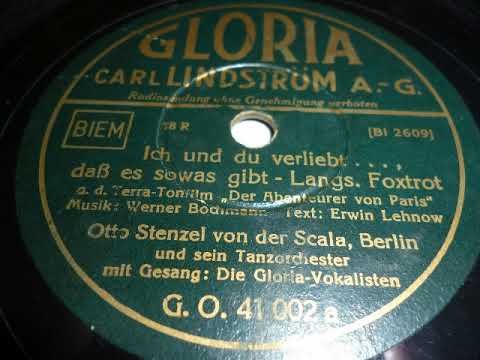 GLORIA
CARL LINDSTRÖM A.-G.
Radiosendung ohne Genehmigung verboten
BIEM
18 R
[BI 2609]
Ich und du verliebt . . . . ,
daß es sowas gibt - Langs. Foxtrot
a. d. Terra-Tonfilm „Der Abenteurer von Paris"
Musik: Werner Bochmann Text: Erwin Lehnow
Otto Stenzel von der Scala, Berlin
und sein Tanzorchester
mit Gesang: Die Gloria-Vokalisten
G. O. 41 002 a